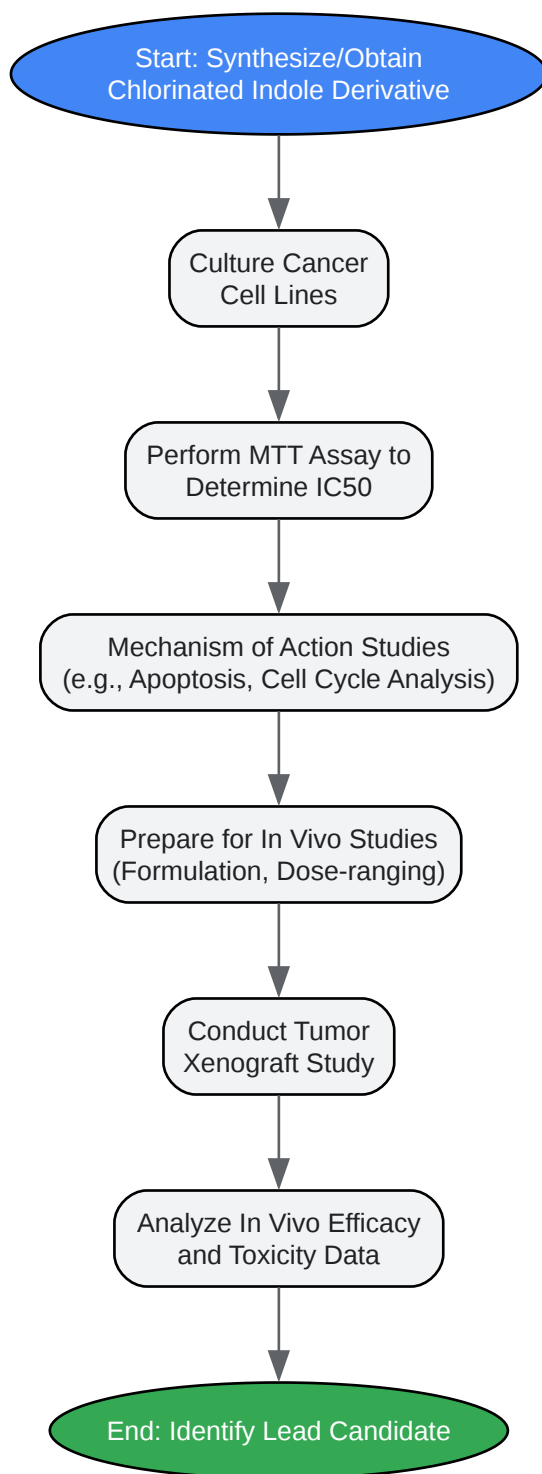 Start: Synthesize/Obtain
Chlorinated Indole Derivative
Culture Cancer
Cell Lines
Perform MTT Assay to
Determine IC50
Mechanism of Action Studies
(e.g., Apoptosis, Cell Cycle Analysis)
Prepare for In Vivo Studies
(Formulation, Dose-ranging)
Conduct Tumor
Xenograft Study
Analyze In Vivo Efficacy
and Toxicity Data
End: Identify Lead Candidate